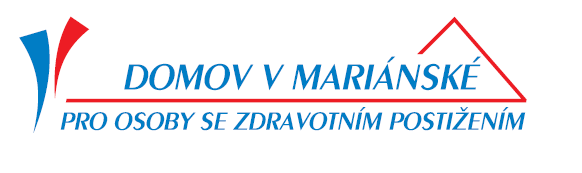 DOMOV V MARIÁNSKÉ
PRO OSOBY SE ZDRAVOTNÍM POSTIŽENÍM